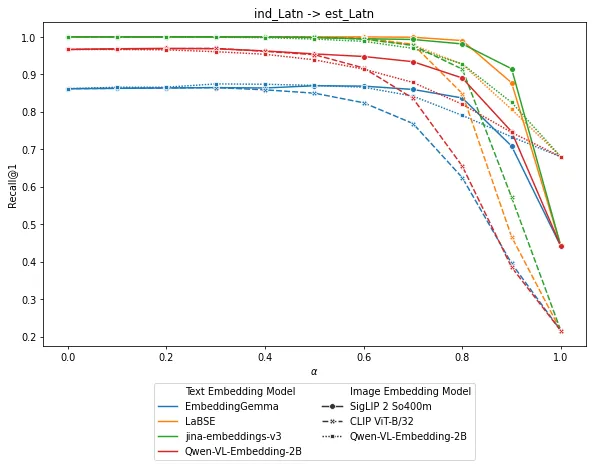 ind_Latn -> est_Latn
Recall@1
1.0
0.9
0.8
0.7
0.6
0.5
0.4
0.3
0.2
0.0 0.2 0.4 0.6 0.8 1.0
α
Text Embedding Model
EmbeddingGemma
LaBSE
jina-embeddings-v3
Qwen-VL-Embedding-2B
Image Embedding Model
SigLIP 2 So400m
CLIP ViT-B/32
Qwen-VL-Embedding-2B